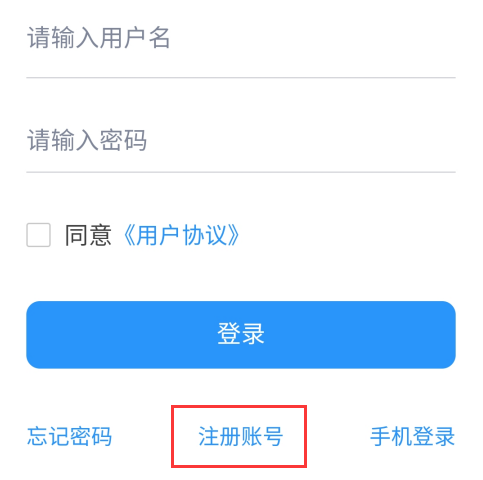 请输入用户名
请输入密码
同意《用户协议》
登录
忘记密码 注册账号 手机登录